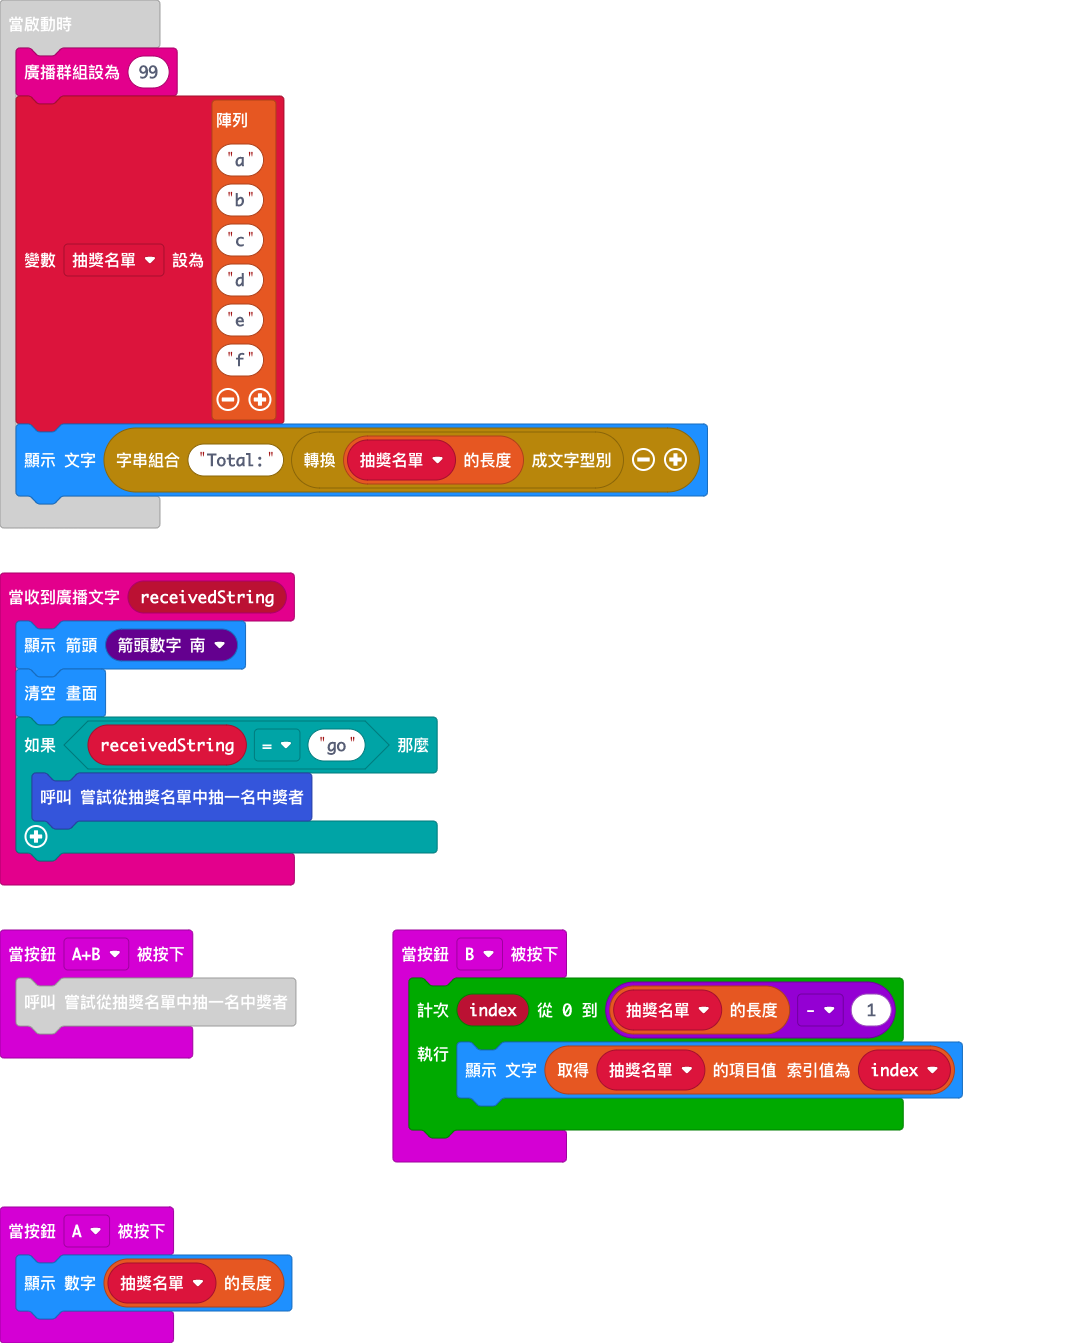 當啟動時
廣播群組設為 99
陣列
"a"
"b"
"c"
"d"
"e"
"f"
變數 抽獎名單 設為
顯示 文字 字串組合 "Total:" 轉換 抽獎名單 的長度 成文字型別
當收到廣播文字 receivedString
顯示 箭頭 箭頭數字 南
清空 畫面
如果 receivedString = "go" 那麼
呼叫 嘗試從抽獎名單中抽一名中獎者
當按鈕 A+B 被按下
呼叫 嘗試從抽獎名單中抽一名中獎者
當按鈕 B 被按下
計次 index 從 0 到 抽獎名單 的長度 - 1
執行
顯示 文字 取得 抽獎名單 的項目值 索引值為 index
當按鈕 A 被按下
顯示 數字 抽獎名單 的長度